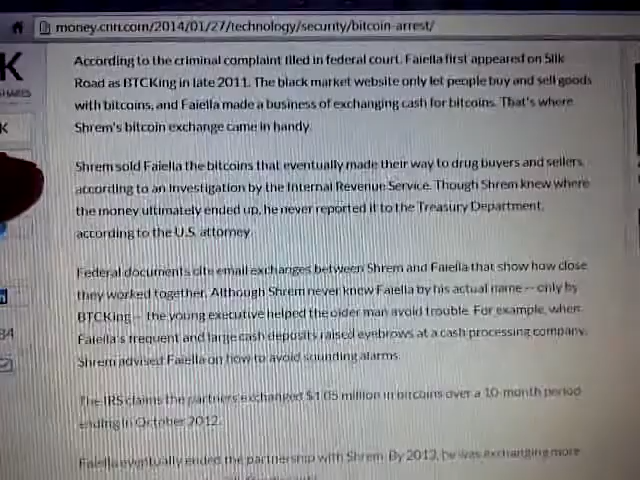 money.cnn.com/2014/01/27/technology/security/bitcoin-arrest/
K
SHARES
According to the criminal complaint filed in federal court, Faiella first appeared on Silk
Road as BTCKing in late 2011. The black market website only let people buy and sell goods
with bitcoins, and Faiella made a business of exchanging cash for bitcoins. That's where
K
Shrem's bitcoin exchange came in handy.
Shrem sold Faiella the bitcoins that eventually made their way to drug buyers and sellers,
according to an investigation by the Internal Revenue Service. Though Shrem knew where
the money ultimately ended up, he never reported it to the Treasury Department,
according to the U.S. attorney.
Federal documents cite email exchanges between Shrem and Faiella that show how close
they worked together. Although Shrem never knew Faiella by his actual name -- only by
BTCKing -- the young executive helped the older man avoid trouble. For example, when
34
Faiella's frequent and large cash deposits raised eyebrows at a cash processing company,
Shrem advised Faiella on how to avoid sounding alarms.
The IRS claims the partners exchanged $1.05 million in bitcoins over a 10-month period
ending in October 2012.
Faiella eventually ended the partnership with Shrem. By 2013, he was exchanging more